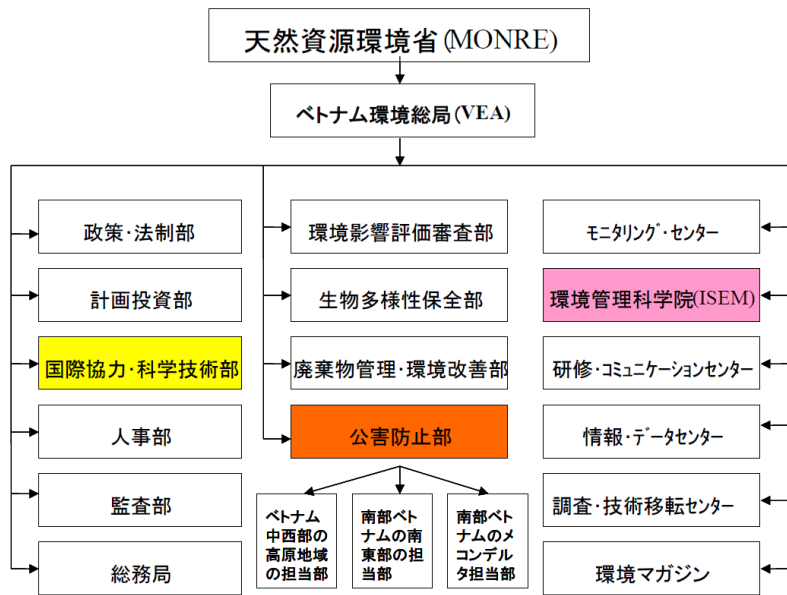 天然資源環境省(MONRE)
ベトナム環境総局(VEA)
政策・法制部
計画投資部
国際協力・科学技術部
人事部
監査部
総務局
環境影響評価審査部
生物多様性保全部
廃棄物管理・環境改善部
公害防止部
ベトナム
中西部の
高原地域
の担当部
南部ベト
ナムの南
東部の担
当部
南部ベト
ナムのメ
コンデル
タ担当部
ﾓﾆﾀﾘﾝｸﾞ・センター
環境管理科学院(ISEM)
研修・ｺﾐｭﾆｹｰｼｮﾝセンター
情報・データセンター
調査・技術移転センター
環境マガジン